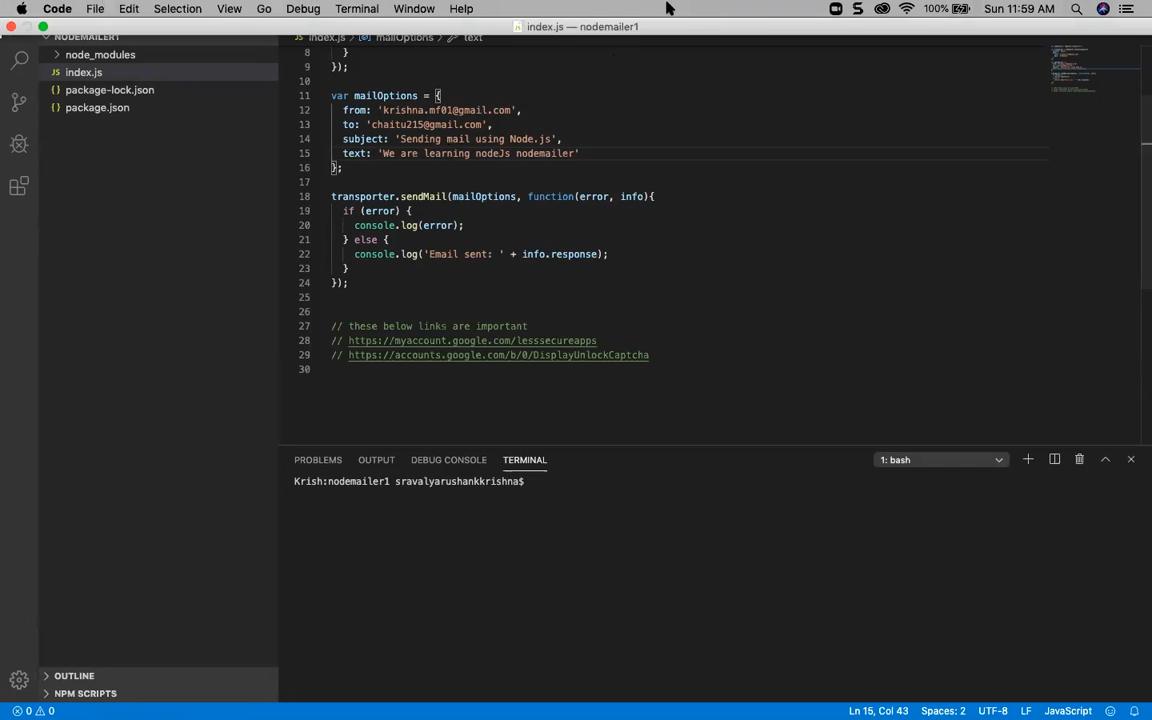 Code File Edit Selection View Go Debug Terminal Window Help 100% Sun 11:59 AM
index.js — nodemailer1
NODEMAILER1
index.js > mailOptions > text
node_modules
JS index.js
package-lock.json
package.json
8 }
9 });
10
11 var mailOptions = {
12 from: 'krishna.mf01@gmail.com',
13 to: 'chaitu215@gmail.com',
14 subject: 'Sending mail using Node.js',
15 text: 'We are learning nodeJs nodemailer'
16 };
17
18 transporter.sendMail(mailOptions, function(error, info){
19 if (error) {
20 console.log(error);
21 } else {
22 console.log('Email sent: ' + info.response);
23 }
24 });
25
26
27 // these below links are important
28 // https://myaccount.google.com/lesssecureapps
29 // https://accounts.google.com/b/0/DisplayUnlockCaptcha
30
PROBLEMS OUTPUT DEBUG CONSOLE TERMINAL 1: bash
Krish:nodemailer1 sravalyarushankkrishna$
OUTLINE
NPM SCRIPTS
0 0 Ln 15, Col 43 Spaces: 2 UTF-8 LF JavaScript